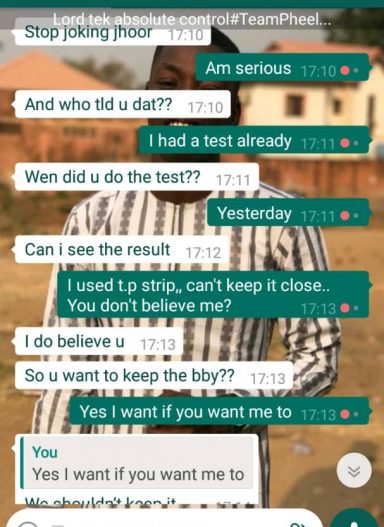 Lord tek absolute control#TeamPheel...
Stop joking jhoor 17:10
Am serious 17:10
And who tld u dat?? 17:10
I had a test already 17:11
Wen did u do the test?? 17:11
Yesterday 17:11
Can i see the result 17:12
I used t.p strip,, can't keep it close..
You don't believe me? 17:13
I do believe u 17:13
So u want to keep the bby?? 17:13
Yes I want if you want me to 17:13
You
Yes I want if you want me to
We shouldn't keep it